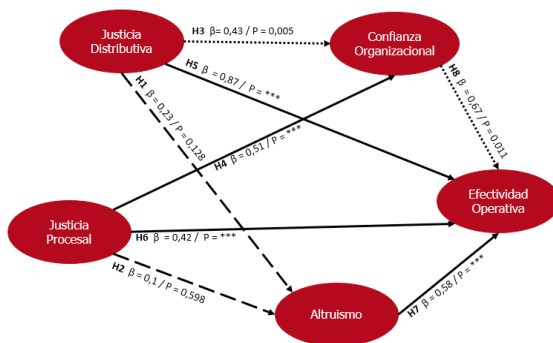 Justicia
Distributiva
H3 β= 0,43 / P = 0,005
Confianza
Organizacional
H5 β = 0,87 / P = ***
H1 β = 0,23 / P = 0,128
H8 β = 0,67 / P = 0.011
H4 β = 0,51 / P = ***
Efectividad
Operativa
Justicia
Procesal
H6 β = 0,42 / P = ***
H2 β = 0,1 / P = 0,598
Altruismo
H7 β = 0,58 / P = ***